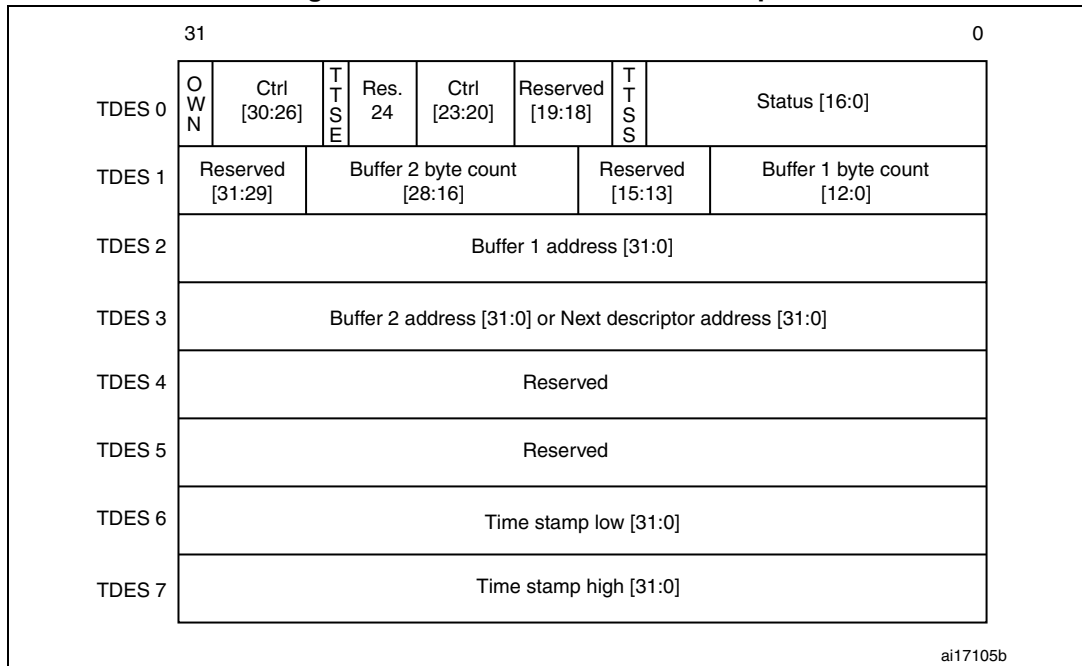 31 0
TDES 0
OWN
Ctrl
[30:26]
TTSE
Res.
24
Ctrl
[23:20]
Reserved
[19:18]
TTSS
Status [16:0]
TDES 1
Reserved
[31:29]
Buffer 2 byte count
[28:16]
Reserved
[15:13]
Buffer 1 byte count
[12:0]
TDES 2
Buffer 1 address [31:0]
TDES 3
Buffer 2 address [31:0] or Next descriptor address [31:0]
TDES 4
Reserved
TDES 5
Reserved
TDES 6
Time stamp low [31:0]
TDES 7
Time stamp high [31:0]
ai17105b